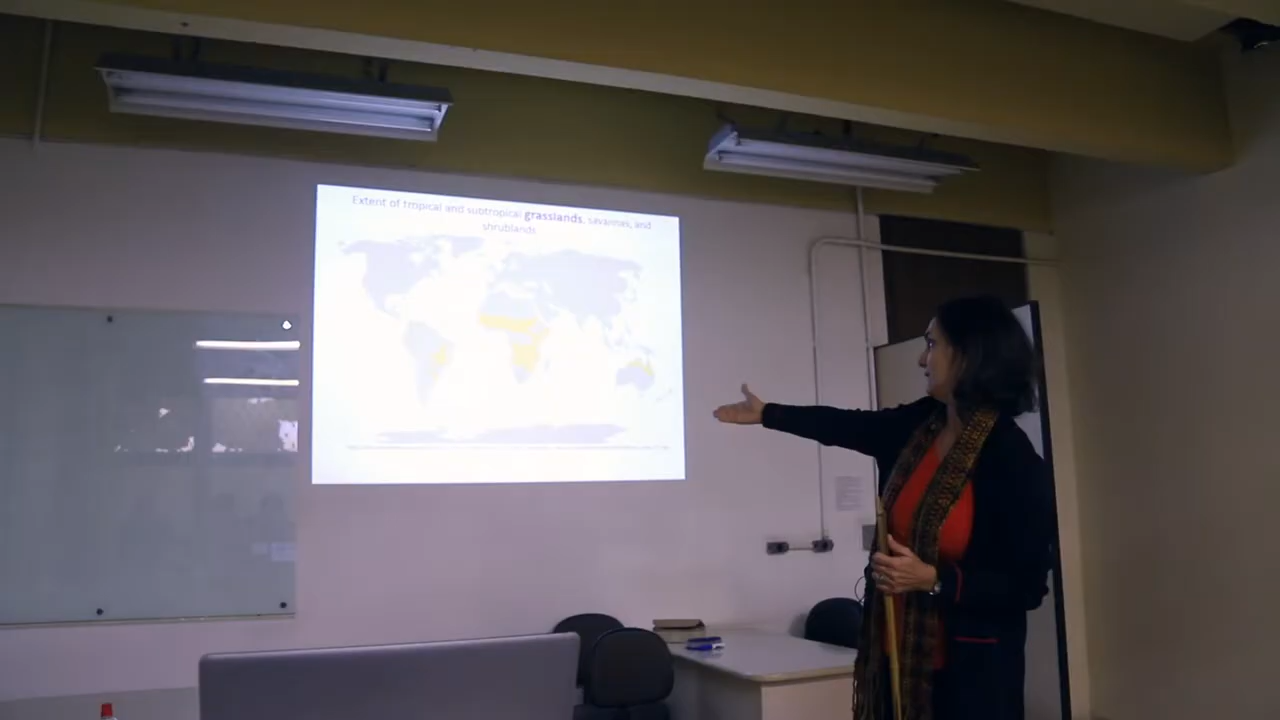 Extent of tropical and subtropical grasslands, savannas, and
shrublands